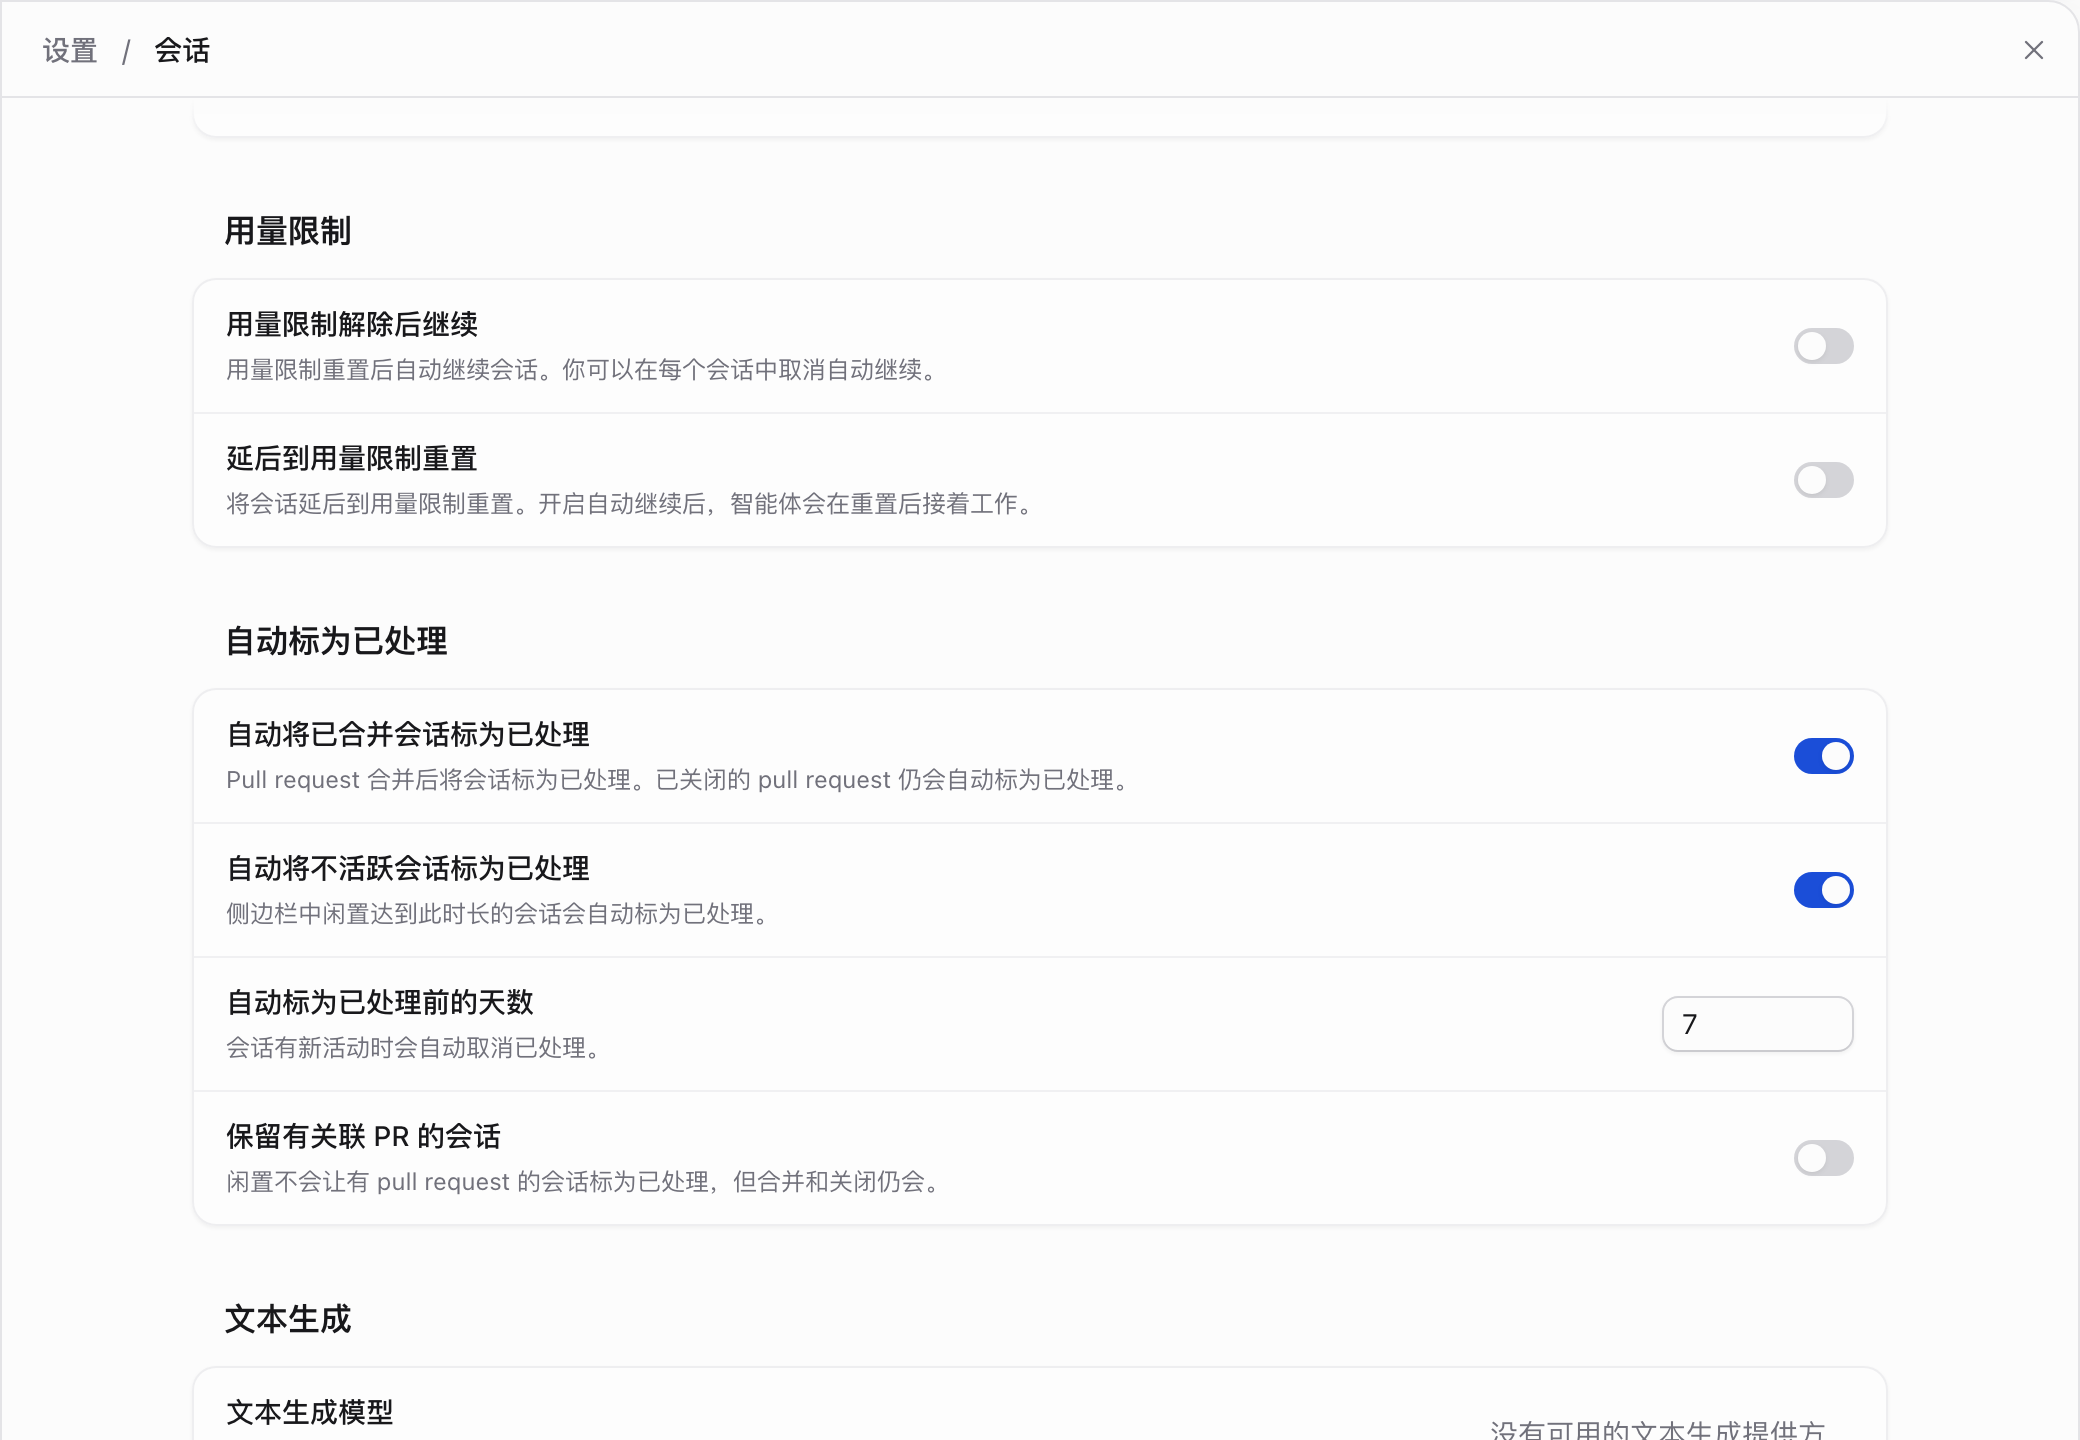 设置 / 会话
用量限制
用量限制解除后继续
用量限制重置后自动继续会话。你可以在每个会话中取消自动继续。
延后到用量限制重置
将会话延后到用量限制重置。开启自动继续后，智能体会在重置后接着工作。
自动标为已处理
自动将已合并会话标为已处理
Pull request 合并后将会话标为已处理。已关闭的 pull request 仍会自动标为已处理。
自动将不活跃会话标为已处理
侧边栏中闲置达到此时长的会话会自动标为已处理。
自动标为已处理前的天数
7
会话有新活动时会自动取消已处理。
保留有关联 PR 的会话
闲置不会让有 pull request 的会话标为已处理，但合并和关闭仍会。
文本生成
文本生成模型
没有可用的文本生成提供方